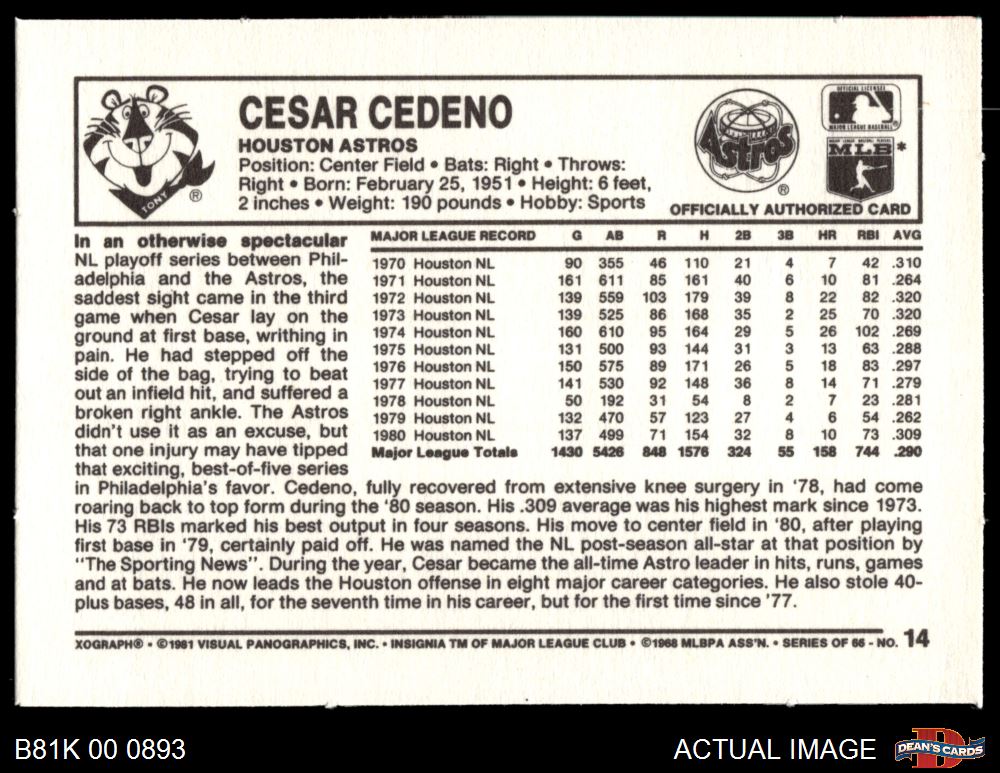 TONY ®
CESAR CEDENO
HOUSTON ASTROS
Position: Center Field • Bats: Right • Throws:
Right • Born: February 25, 1951 • Height: 6 feet,
2 inches • Weight: 190 pounds • Hobby: Sports
Astros ®
OFFICIAL LICENSEE
MAJOR LEAGUE BASEBALL®
MAJOR LEAGUE BASEBALL PLAYERS
MLB *
OFFICIALLY AUTHORIZED CARD
In an otherwise spectacular
NL playoff series between Phil-
adelphia and the Astros, the
saddest sight came in the third
game when Cesar lay on the
ground at first base, writhing in
pain. He had stepped off the
side of the bag, trying to beat
out an infield hit, and suffered a
broken right ankle. The Astros
didn't use it as an excuse, but
that one injury may have tipped
that exciting, best-of-five series
in Philadelphia's favor. Cedeno, fully recovered from extensive knee surgery in '78, had come
roaring back to top form during the '80 season. His .309 average was his highest mark since 1973.
His 73 RBIs marked his best output in four seasons. His move to center field in '80, after playing
first base in '79, certainly paid off. He was named the NL post-season all-star at that position by
"The Sporting News". During the year, Cesar became the all-time Astro leader in hits, runs, games
and at bats. He now leads the Houston offense in eight major career categories. He also stole 40-
plus bases, 48 in all, for the seventh time in his career, but for the first time since '77.
MAJOR LEAGUE RECORD G AB R H 2B 3B HR RBI AVG
1970 Houston NL 90 355 46 110 21 4 7 42 .310
1971 Houston NL 161 611 85 161 40 6 10 81 .264
1972 Houston NL 139 559 103 179 39 8 22 82 .320
1973 Houston NL 139 525 86 168 35 2 25 70 .320
1974 Houston NL 160 610 95 164 29 5 26 102 .269
1975 Houston NL 131 500 93 144 31 3 13 63 .288
1976 Houston NL 150 575 89 171 26 5 18 83 .297
1977 Houston NL 141 530 92 148 36 8 14 71 .279
1978 Houston NL 50 192 31 54 8 2 7 23 .281
1979 Houston NL 132 470 57 123 27 4 6 54 .262
1980 Houston NL 137 499 71 154 32 8 10 73 .309
Major League Totals 1430 5426 848 1576 324 55 158 744 .290
XOGRAPH® • ©1981 VISUAL PANOGRAPHICS, INC. • INSIGNIA TM OF MAJOR LEAGUE CLUB • ©1968 MLBPA ASS'N. • SERIES OF 66 - NO. 14
B81K 00 0893
ACTUAL IMAGE
D
DEAN'S CARDS